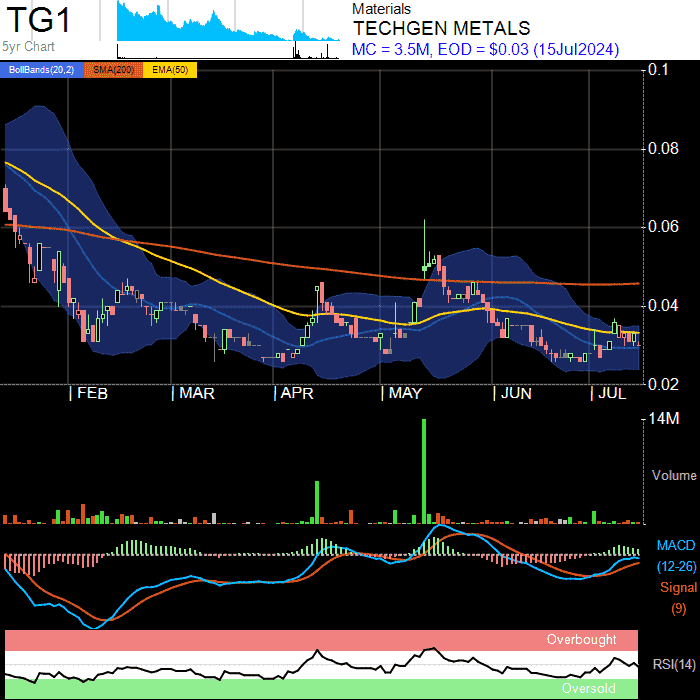 TG1
5yr Chart
Materials
TECHGEN METALS
MC = 3.5M, EOD = $0.03 (15Jul2024)
BollBands(20,2) SMA(200) EMA(50)
0.1
0.08
0.06
0.04
0.02
FEB MAR APR MAY JUN JUL
14M
Volume
MACD
(12-26)
Signal
(9)
Overbought
RSI(14)
Oversold